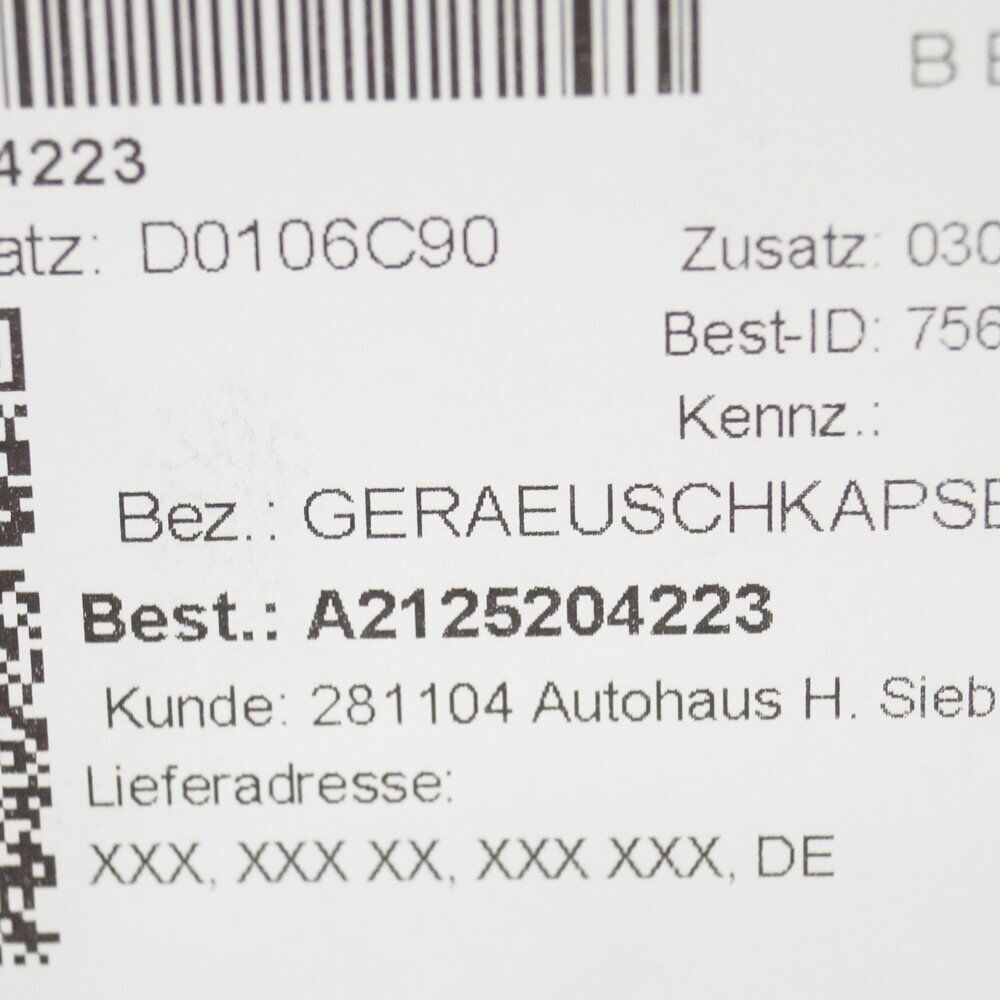 B
4223
atz: D0106C90
Zusatz: 030
Best-ID: 756
Kennz.:
Bez.: GERAEUSCHKAPSE
Best.: A2125204223
Kunde: 281104 Autohaus H. Sieb
Lieferadresse:
XXX, XXX XX, XXX XXX, DE